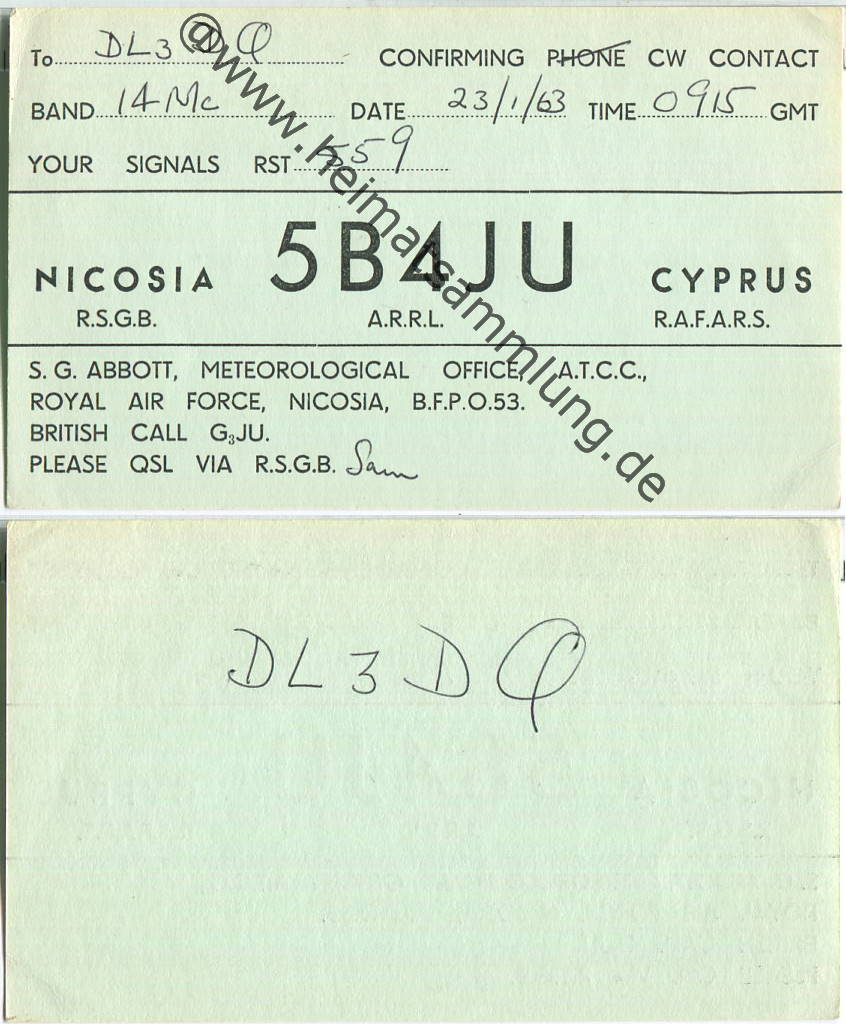 To DL3DQ CONFIRMING PHONE CW CONTACT
BAND 14 Mc DATE 23/1/63 TIME 0915 GMT
YOUR SIGNALS RST 559
5B4JU
NICOSIA CYPRUS
R.S.G.B. A.R.R.L. R.A.F.A.R.S.
S. G. ABBOTT, METEOROLOGICAL OFFICE, A.T.C.C.,
ROYAL AIR FORCE, NICOSIA, B.F.P.O.53.
BRITISH CALL G3JU.
PLEASE QSL VIA R.S.G.B. Sam
@www.heimatsammlung.de
DL3DQ